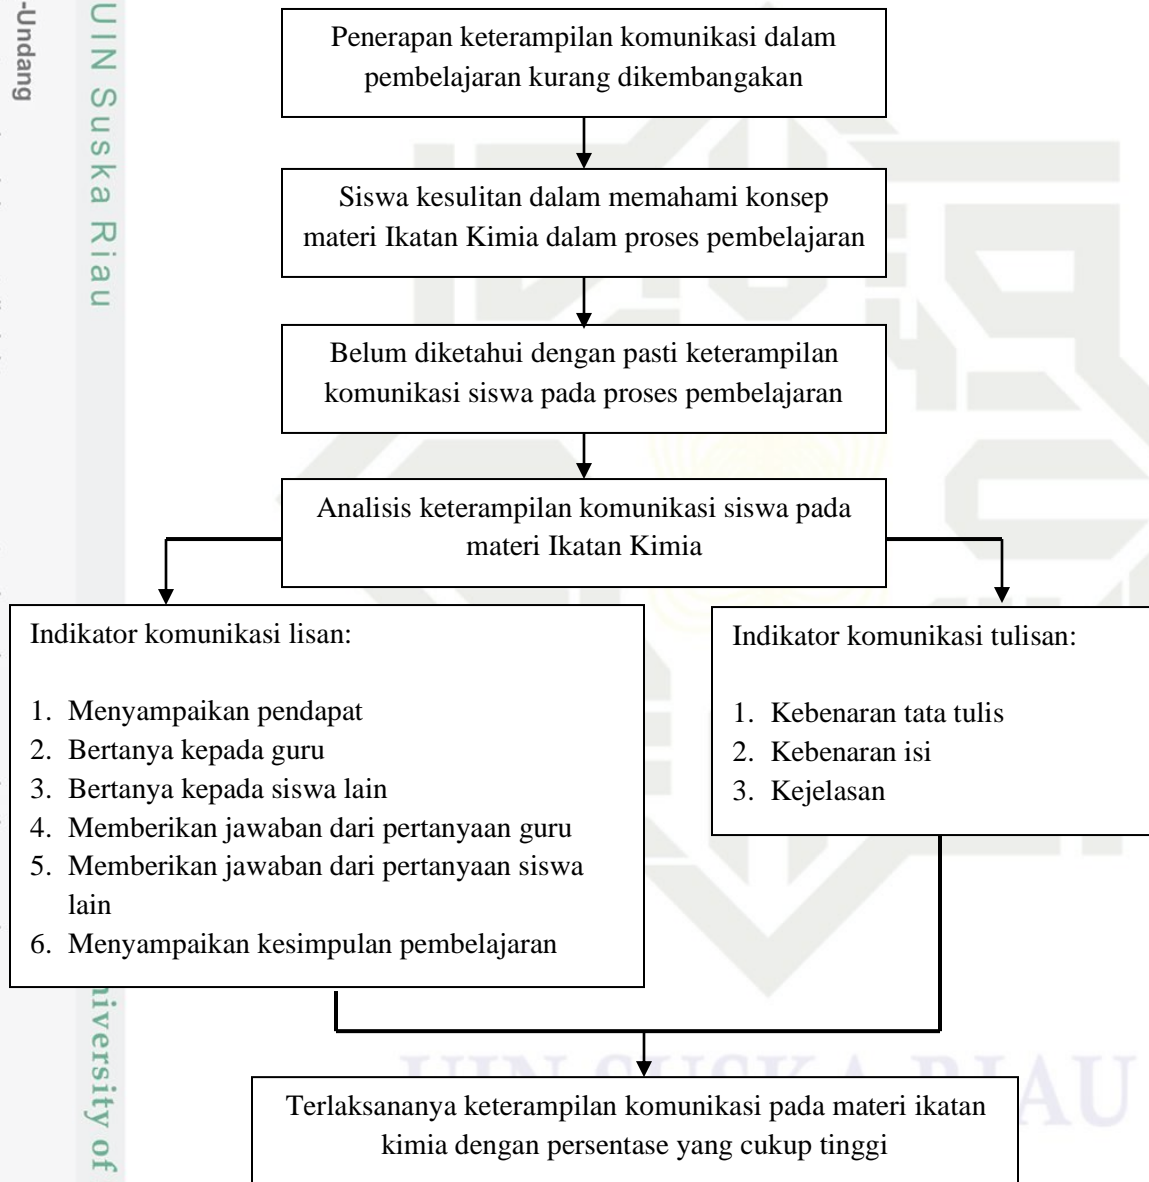 -Undang
UIN Suska Riau
Penerapan keterampilan komunikasi dalam
pembelajaran kurang dikembangakan
Siswa kesulitan dalam memahami konsep
materi Ikatan Kimia dalam proses pembelajaran
Belum diketahui dengan pasti keterampilan
komunikasi siswa pada proses pembelajaran
Analisis keterampilan komunikasi siswa pada
materi Ikatan Kimia
Indikator komunikasi lisan:
1. Menyampaikan pendapat
2. Bertanya kepada guru
3. Bertanya kepada siswa lain
4. Memberikan jawaban dari pertanyaan guru
5. Memberikan jawaban dari pertanyaan siswa
lain
6. Menyampaikan kesimpulan pembelajaran
Indikator komunikasi tulisan:
1. Kebenaran tata tulis
2. Kebenaran isi
3. Kejelasan
niversity of
UIN SUSKA RIAU
Terlaksananya keterampilan komunikasi pada materi ikatan
kimia dengan persentase yang cukup tinggi